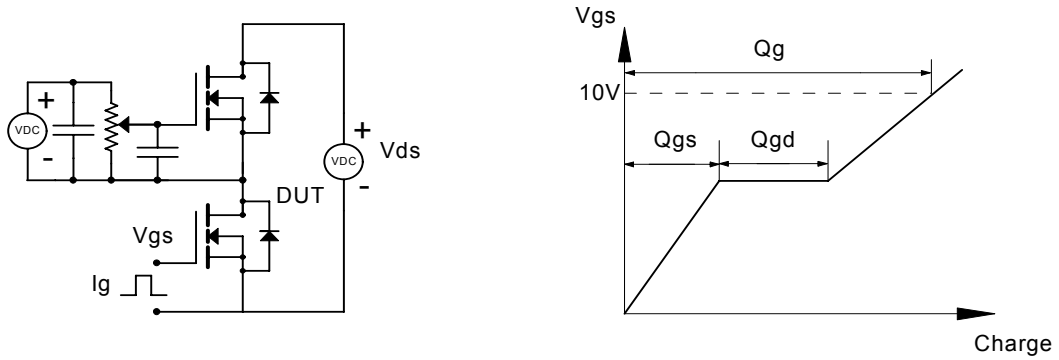 +
VDC
-
+
VDC
-
Vds
DUT
Vgs
Ig
Vgs
Qg
10V
Qgs
Qgd
Charge